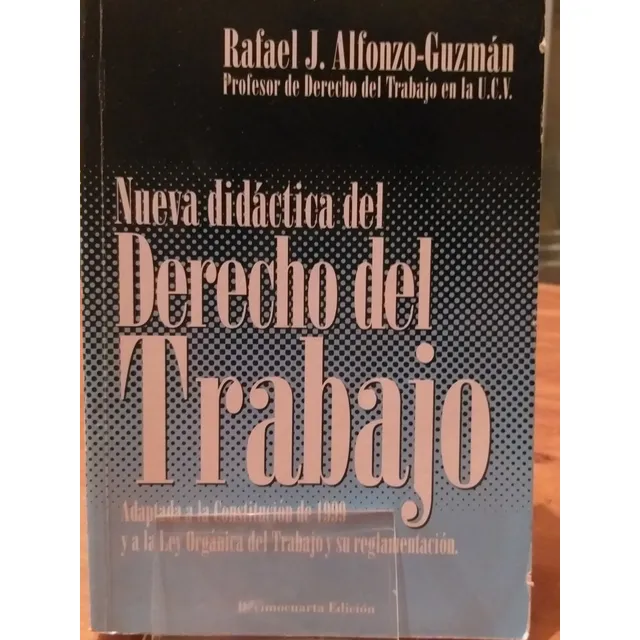 Rafael J. Alfonzo-Guzmán
Profesor de Derecho del Trabajo en la U.C.V.
Nueva didáctica del
Derecho del
Trabajo
Adaptada a la Constitución de 1999
y a la Ley Orgánica del Trabajo y su reglamentación.
Decimocuarta Edición